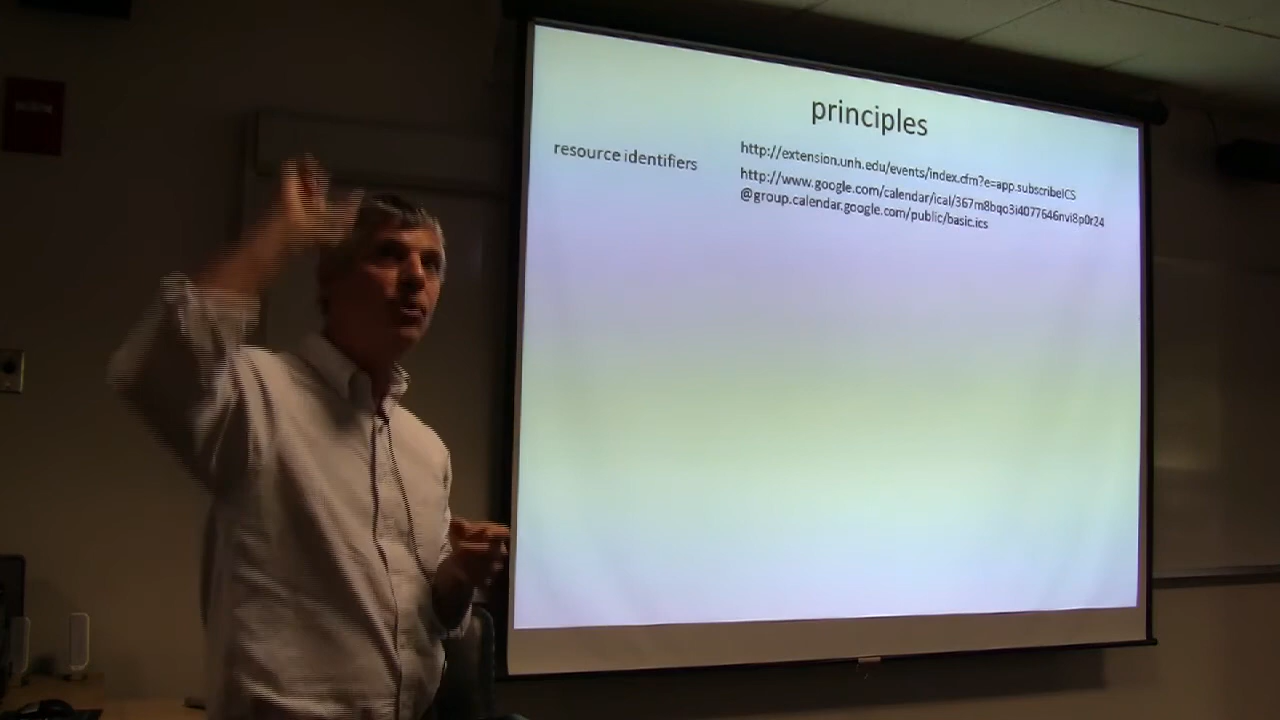 principles
resource identifiers
http://extension.unh.edu/events/index.cfm?e=app.subscribeICS
http://www.google.com/calendar/ical/367m8bqo3i4077646nvi8p0r24
@group.calendar.google.com/public/basic.ics